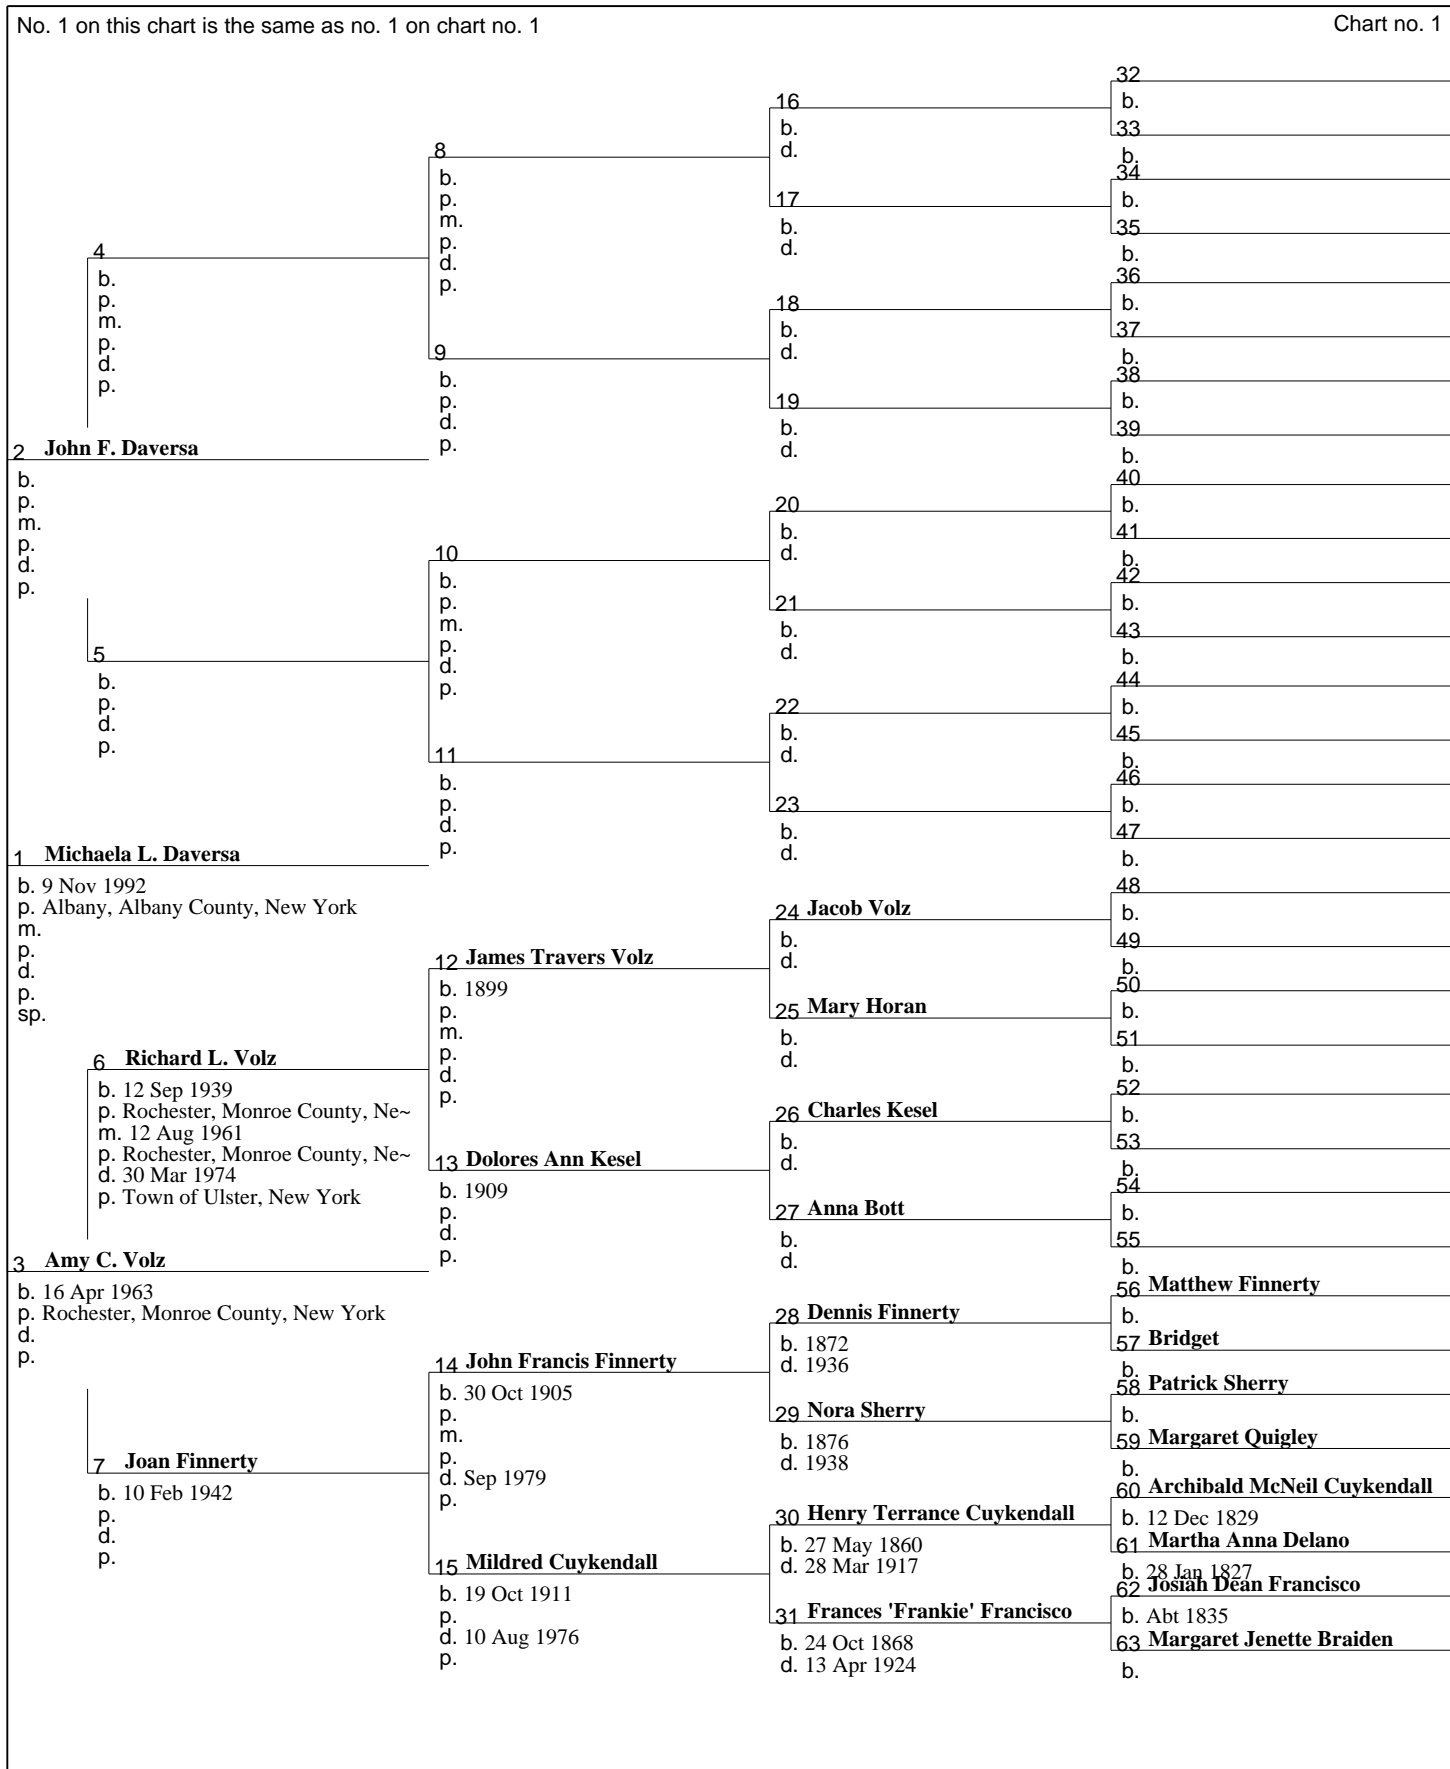 No. 1 on this chart is the same as no. 1 on chart no. 1
Chart no. 1
2 John F. Daversa
b.
p.
m.
p.
d.
p.
1 Michaela L. Daversa
b. 9 Nov 1992
p. Albany, Albany County, New York
m.
p.
d.
p.
sp.
3 Amy C. Volz
b. 16 Apr 1963
p. Rochester, Monroe County, New York
d.
p.
4
b.
p.
m.
p.
d.
p.
5
b.
p.
d.
p.
6 Richard L. Volz
b. 12 Sep 1939
p. Rochester, Monroe County, Ne~
m. 12 Aug 1961
p. Rochester, Monroe County, Ne~
d. 30 Mar 1974
p. Town of Ulster, New York
7 Joan Finnerty
b. 10 Feb 1942
p.
d.
p.
8
b.
p.
m.
p.
d.
p.
9
b.
p.
d.
p.
10
b.
p.
m.
p.
d.
p.
11
b.
p.
d.
p.
12 James Travers Volz
b. 1899
p.
m.
p.
d.
p.
13 Dolores Ann Kesel
b. 1909
p.
d.
p.
14 John Francis Finnerty
b. 30 Oct 1905
p.
m.
p.
d. Sep 1979
p.
15 Mildred Cuykendall
b. 19 Oct 1911
p.
d. 10 Aug 1976
p.
16
b.
d.
17
b.
d.
18
b.
d.
19
b.
d.
20
b.
d.
21
b.
d.
22
b.
d.
23
b.
d.
24 Jacob Volz
b.
d.
25 Mary Horan
b.
d.
26 Charles Kesel
b.
d.
27 Anna Bott
b.
d.
28 Dennis Finnerty
b. 1872
d. 1936
29 Nora Sherry
b. 1876
d. 1938
30 Henry Terrance Cuykendall
b. 27 May 1860
d. 28 Mar 1917
31 Frances 'Frankie' Francisco
b. 24 Oct 1868
d. 13 Apr 1924
32
b.
33
b.
34
b.
35
b.
36
b.
37
b.
38
b.
39
b.
40
b.
41
b.
42
b.
43
b.
44
b.
45
b.
46
b.
47
b.
48
b.
49
b.
50
b.
51
b.
52
b.
53
b.
54
b.
55
b.
56 Matthew Finnerty
b.
57 Bridget
b.
58 Patrick Sherry
b.
59 Margaret Quigley
b.
60 Archibald McNeil Cuykendall
b. 12 Dec 1829
61 Martha Anna Delano
b. 28 Jan 1827
62 Josiah Dean Francisco
b. Abt 1835
63 Margaret Jenette Braiden
b.